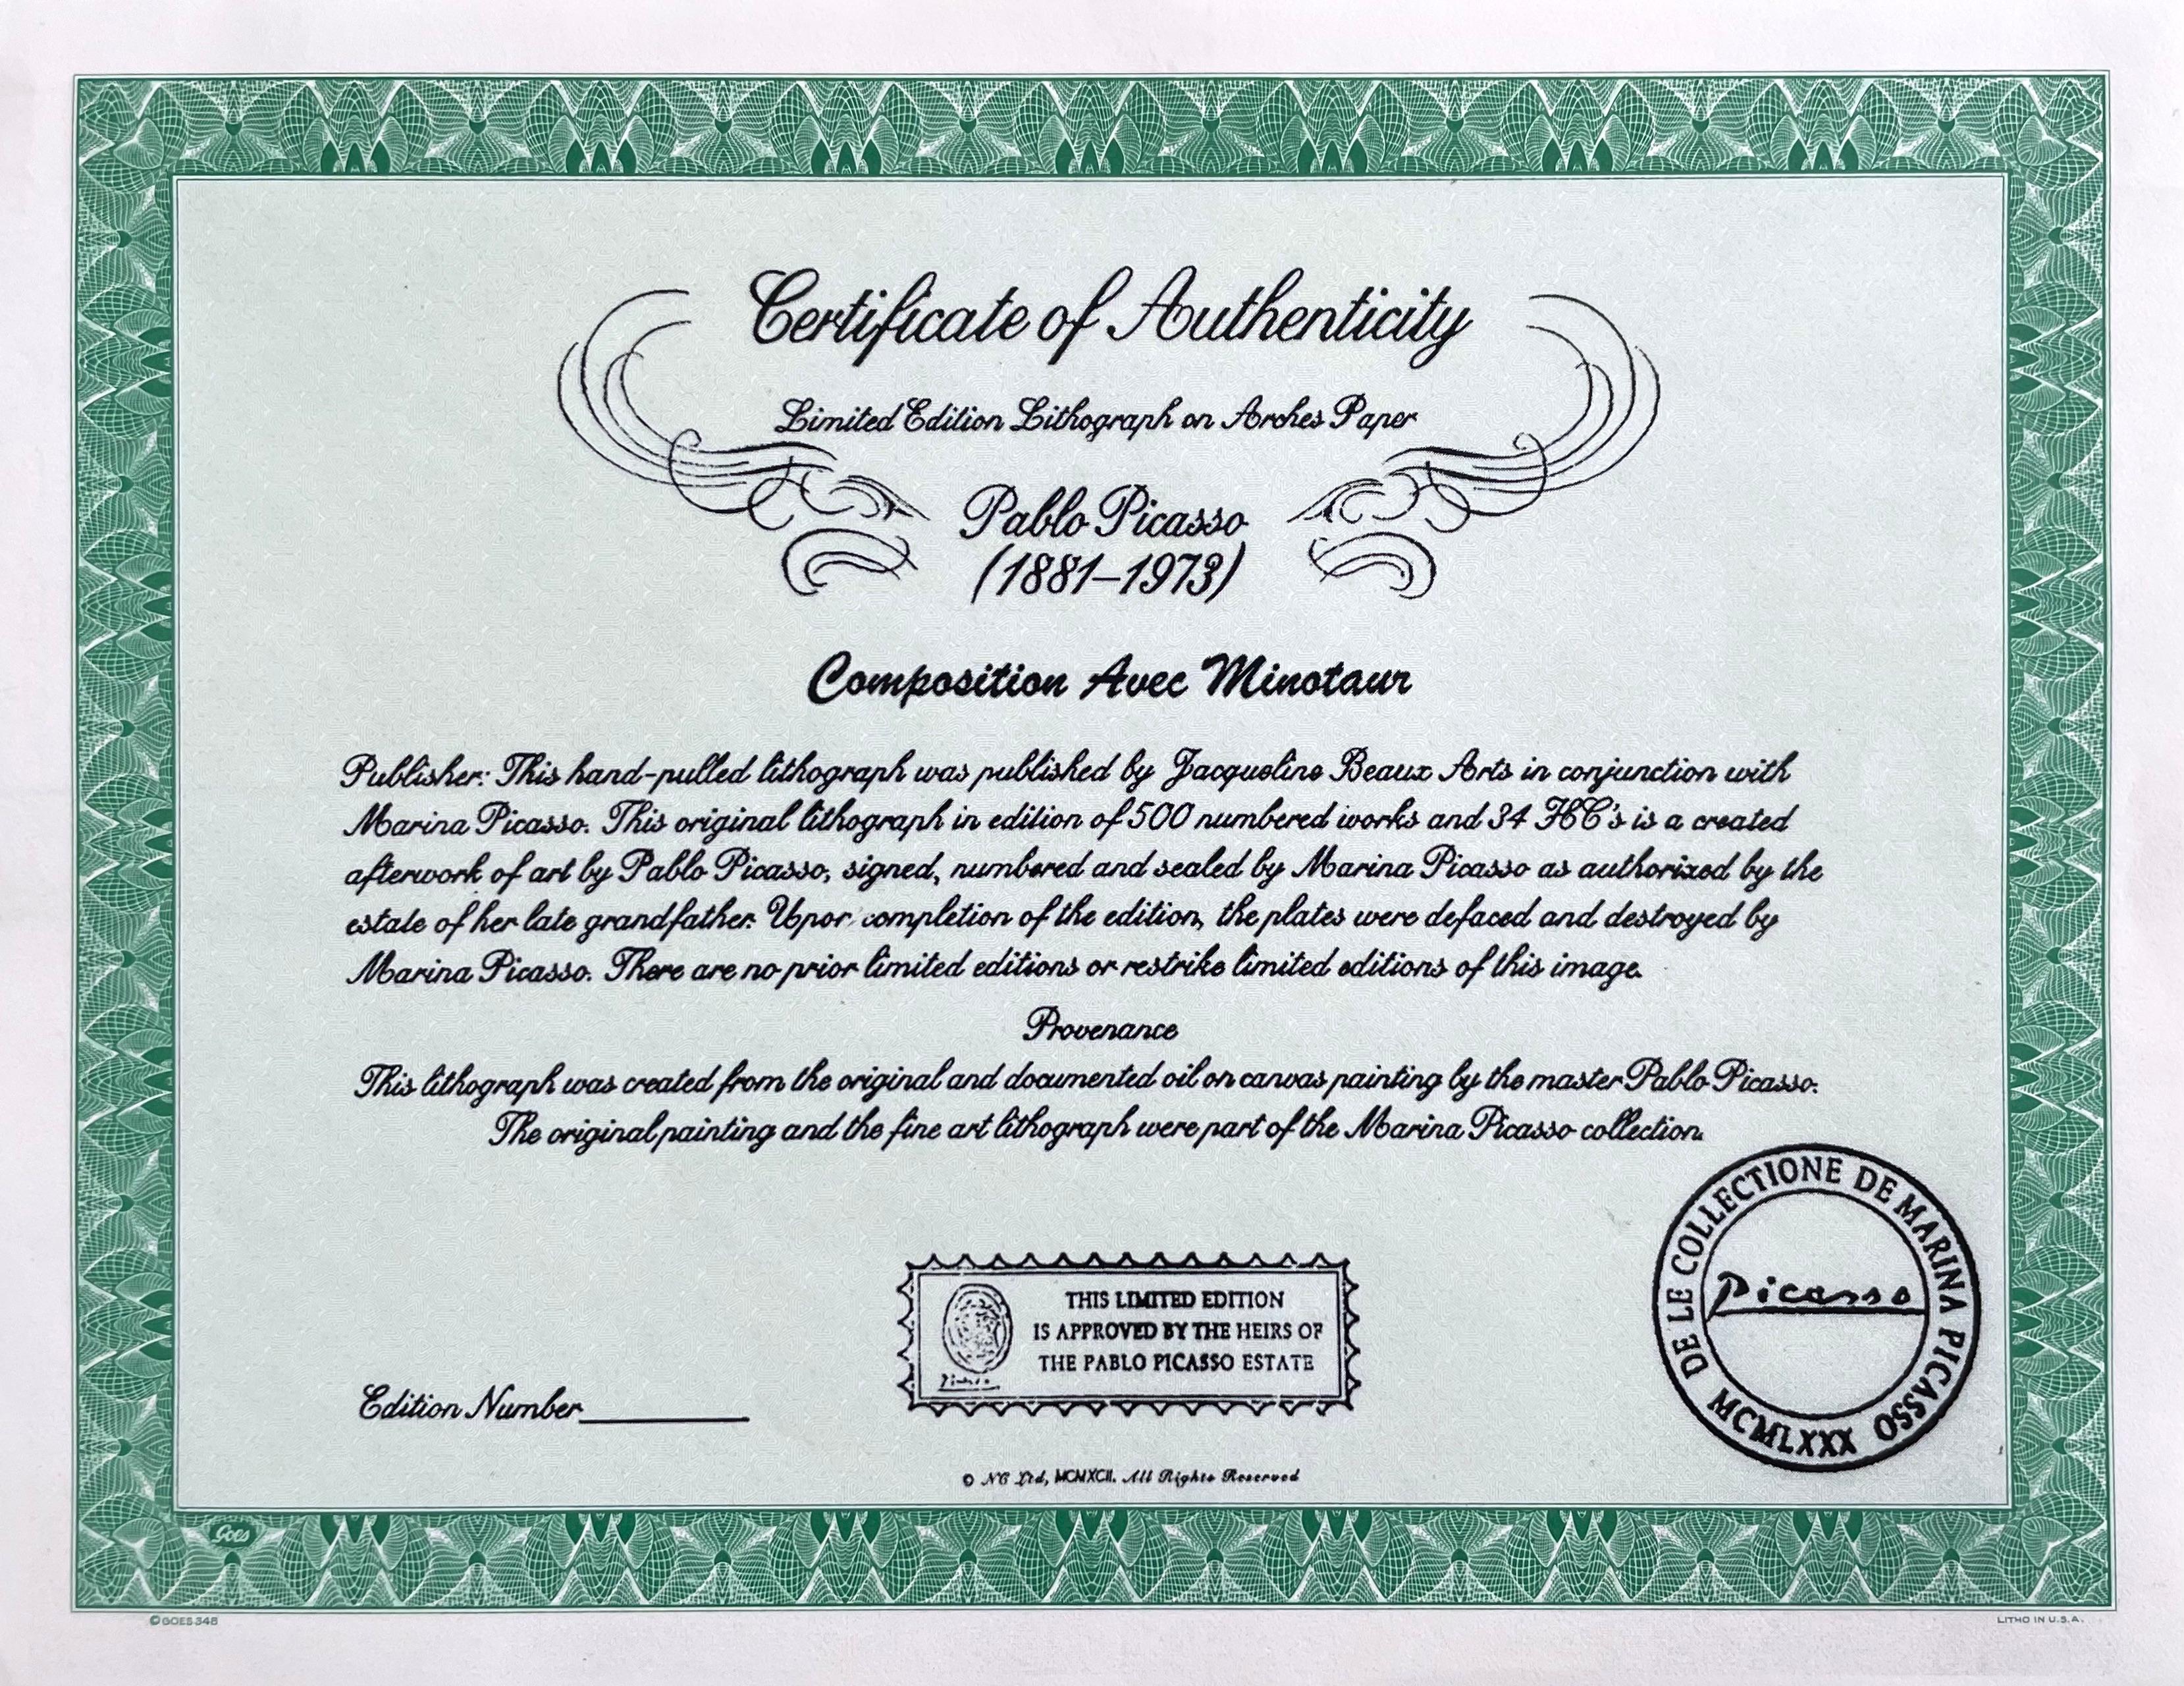 Certificate of Authenticity
Limited Edition Lithograph on Arches Paper
Pablo Picasso
(1881–1973)
Composition Avec Minotaur
Publisher: This hand-pulled lithograph was published by Jacqueline Beaux Arts in conjunction with
Marina Picasso. This original lithograph in edition of 500 numbered works and 34 HC's is a created
afterwork of art by Pablo Picasso, signed, numbered and sealed by Marina Picasso as authorized by the
estate of her late grandfather. Upon completion of the edition, the plates were defaced and destroyed by
Marina Picasso. There are no prior limited editions or restrike limited editions of this image.
Provenance
This lithograph was created from the original and documented oil on canvas painting by the master Pablo Picasso.
The original painting and the fine art lithograph were part of the Marina Picasso collection.
DE LE COLLECTIONE DE MARINA PICASSO
Picasso
MCMLXXX
THIS LIMITED EDITION
IS APPROVED BY THE HEIRS OF
THE PABLO PICASSO ESTATE
Picasso
Edition Number
© NC Ltd, MCMXCII. All Rights Reserved
Goes
© GOES 348
LITHO IN U.S.A.